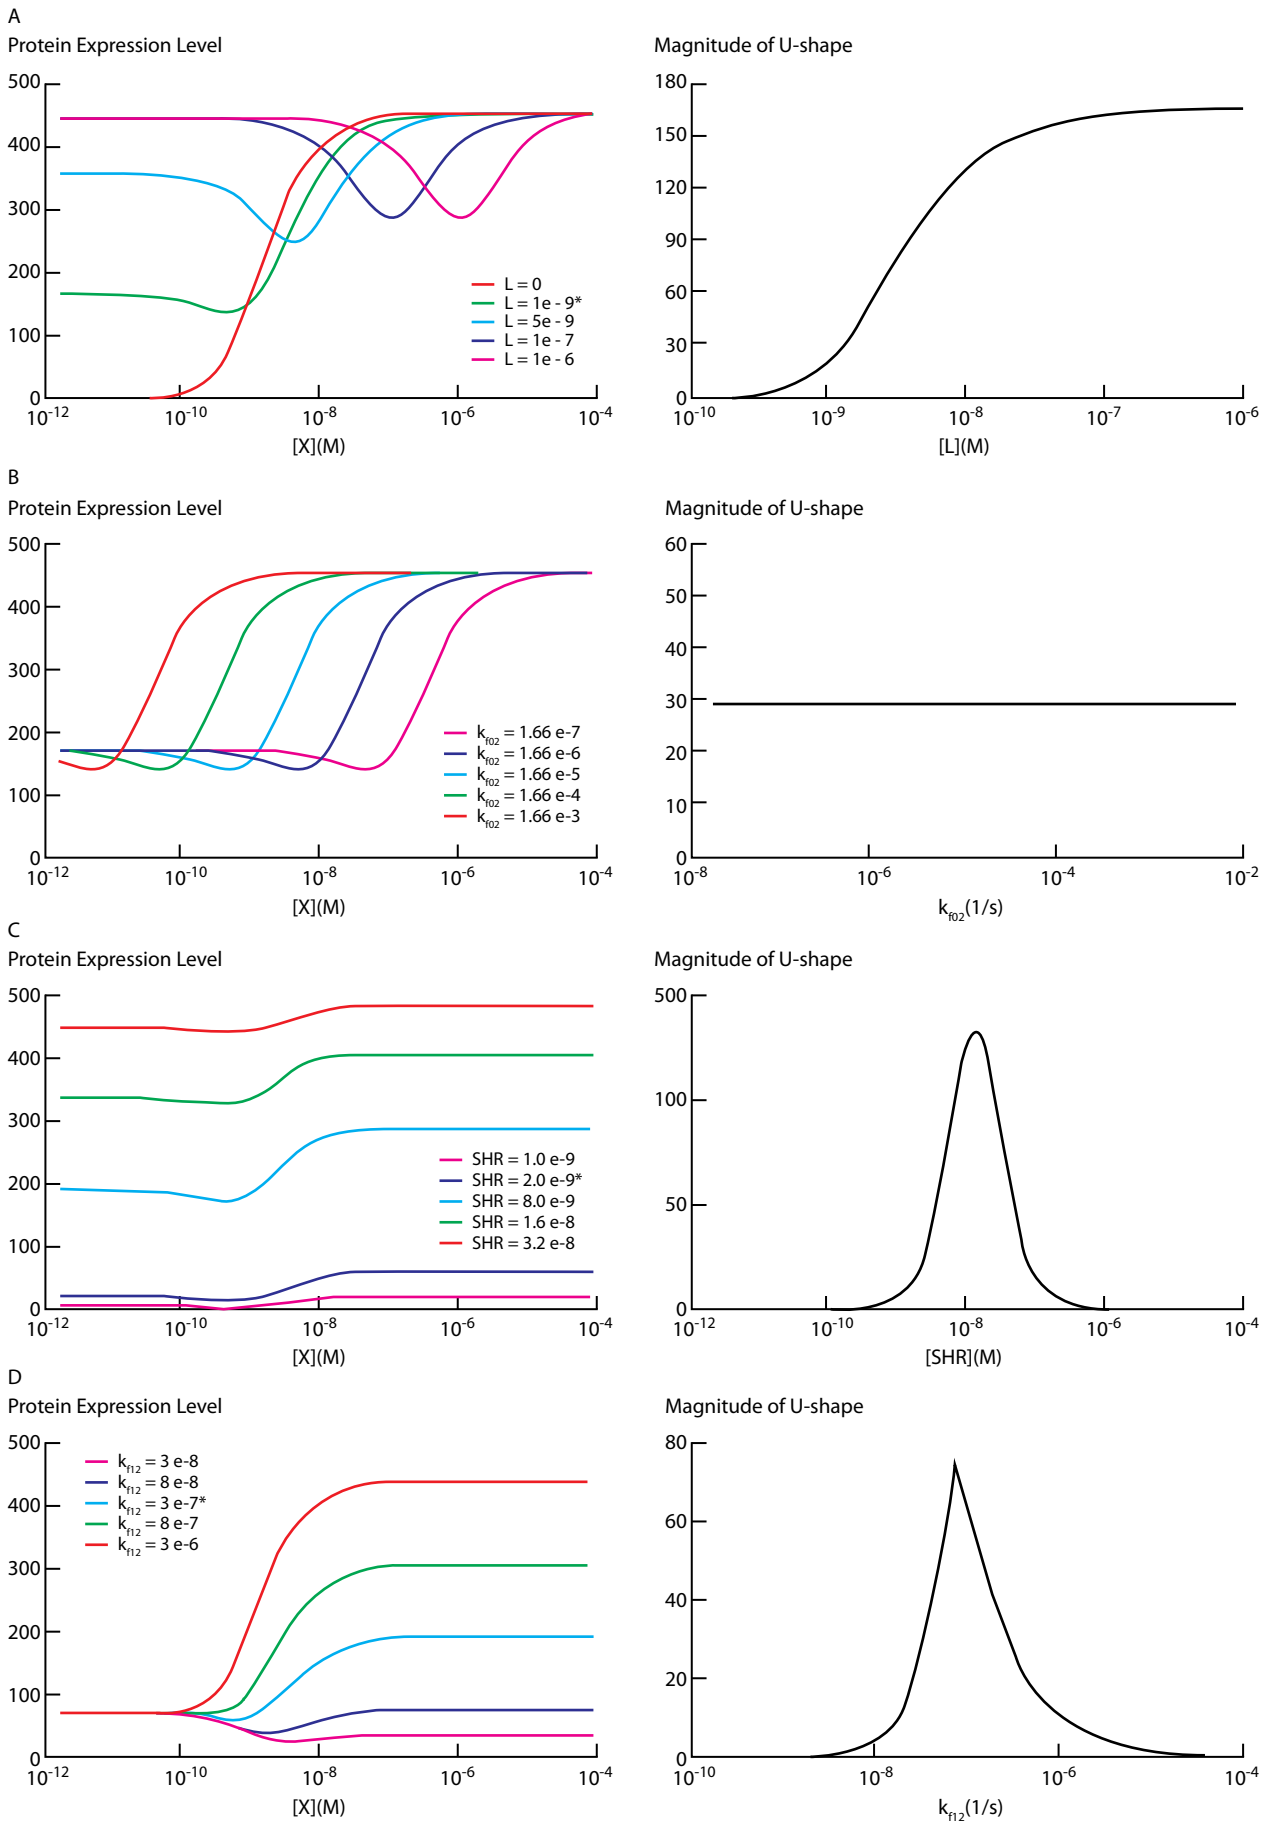 A
Protein Expression Level
500
400
300
200
100
0
10-12
10-10
10-8
10-6
10-4
[X](M)
L = 0
L = 1e - 9*
L = 5e - 9
L = 1e - 7
L = 1e - 6
Magnitude of U-shape
180
150
120
90
60
30
0
10-10
10-9
10-8
10-7
10-6
[L](M)
B
Protein Expression Level
500
400
300
200
100
0
10-12
10-10
10-8
10-6
10-4
[X](M)
kf02 = 1.66 e-7
kf02 = 1.66 e-6
kf02 = 1.66 e-5
kf02 = 1.66 e-4
kf02 = 1.66 e-3
Magnitude of U-shape
60
50
40
30
20
10
0
10-8
10-6
10-4
10-2
kf02(1/s)
C
Protein Expression Level
500
400
300
200
100
0
10-12
10-10
10-8
10-6
10-4
[X](M)
SHR = 1.0 e-9
SHR = 2.0 e-9*
SHR = 8.0 e-9
SHR = 1.6 e-8
SHR = 3.2 e-8
Magnitude of U-shape
500
100
50
0
10-12
10-10
10-8
10-6
10-4
[SHR](M)
D
Protein Expression Level
500
400
300
200
100
0
10-12
10-10
10-8
10-6
10-4
[X](M)
kf12 = 3 e-8
kf12 = 8 e-8
kf12 = 3 e-7*
kf12 = 8 e-7
kf12 = 3 e-6
Magnitude of U-shape
80
60
40
20
0
10-10
10-8
10-6
10-4
kf12(1/s)